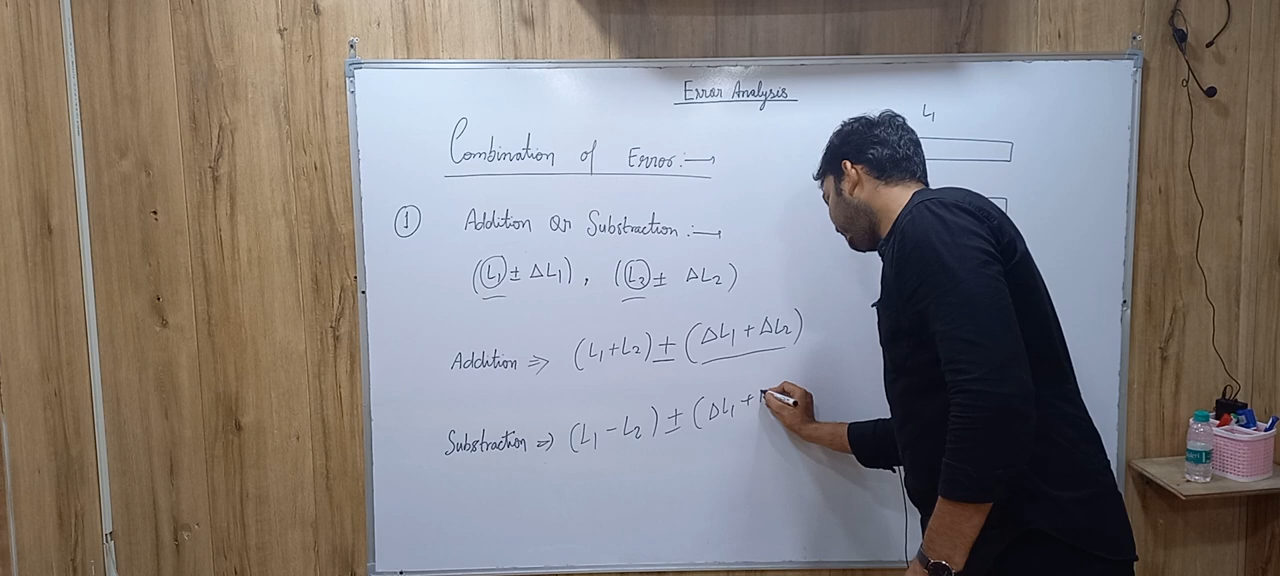 Error Analysis
L₁
Combination of Error :→
① Addition Or Substraction :→
(L₁ ± ΔL₁) , (L₂ ± ΔL₂)
Addition ⇒ (L₁+L₂) ± (ΔL₁ + ΔL₂)
Substraction ⇒ (L₁ - L₂) ± (ΔL₁ +